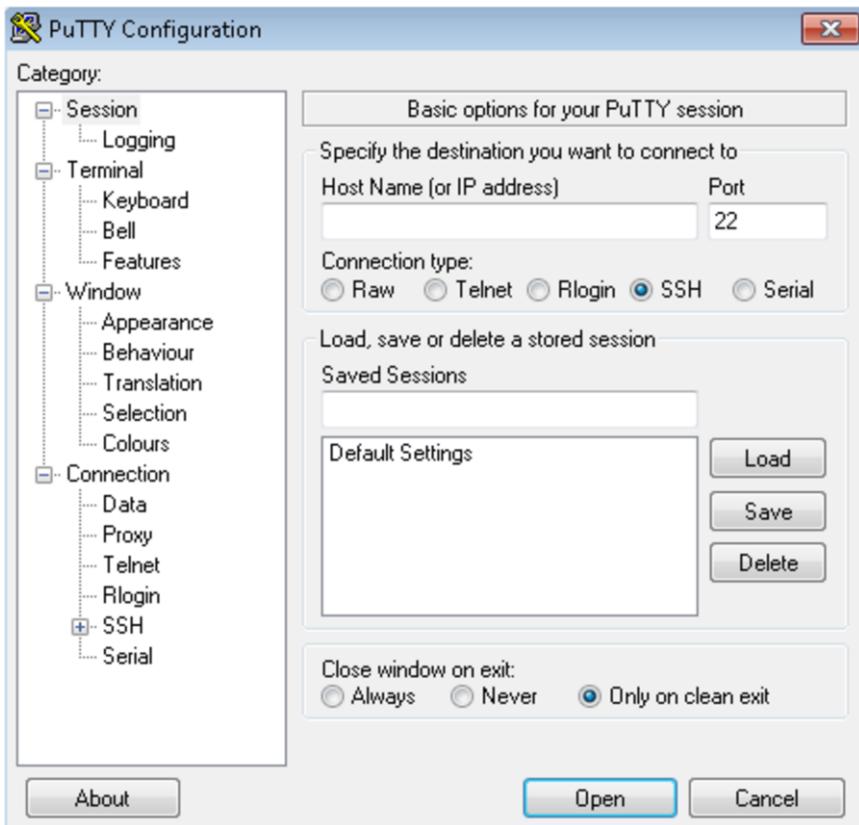 PuTTY Configuration
Category:
Session
Logging
Terminal
Keyboard
Bell
Features
Window
Appearance
Behaviour
Translation
Selection
Colours
Connection
Data
Proxy
Telnet
Rlogin
SSH
Serial
Basic options for your PuTTY session
Specify the destination you want to connect to
Host Name (or IP address) Port
22
Connection type:
Raw Telnet Rlogin SSH Serial
Load, save or delete a stored session
Saved Sessions
Default Settings
Load
Save
Delete
Close window on exit:
Always Never Only on clean exit
About Open Cancel